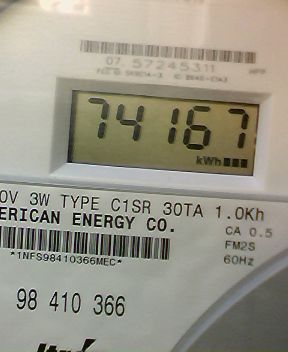 07 57245311
74167
kWh
0V 3W TYPE C1SR 30TA 1.0Kh
ERICAN ENERGY CO.
CA 0.5
FM2S
*1NFS98410366MEC*
60Hz
98 410 366